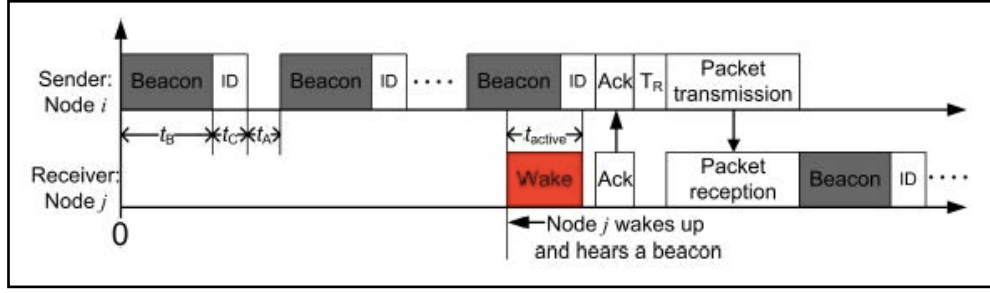 Sender:
Node i
Beacon ID Beacon ID ···· Beacon ID Ack T_R Packet
transmission
t_B t_C t_A t_active
Receiver:
Node j
Wake Ack Packet
reception Beacon ID ····
0
Node j wakes up
and hears a beacon